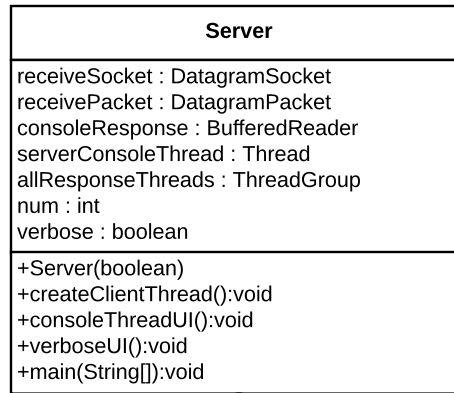 Server
receiveSocket : DatagramSocket
receivePacket : DatagramPacket
consoleResponse : BufferedReader
serverConsoleThread : Thread
allResponseThreads : ThreadGroup
num : int
verbose : boolean
+Server(boolean)
+createClientThread():void
+consoleThreadUI():void
+verboseUI():void
+main(String[]):void